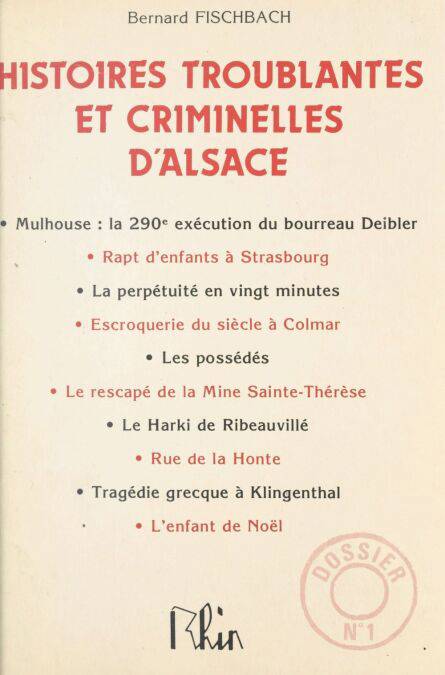 Bernard FISCHBACH
HISTOIRES TROUBLANTES
ET CRIMINELLES
D'ALSACE
• Mulhouse : la 290e exécution du bourreau Deibler
• Rapt d'enfants à Strasbourg
• La perpétuité en vingt minutes
• Escroquerie du siècle à Colmar
• Les possédés
• Le rescapé de la Mine Sainte-Thérèse
• Le Harki de Ribeauvillé
• Rue de la Honte
• Tragédie grecque à Klingenthal
• L'enfant de Noël
DOSSIER
N°1
Rhin